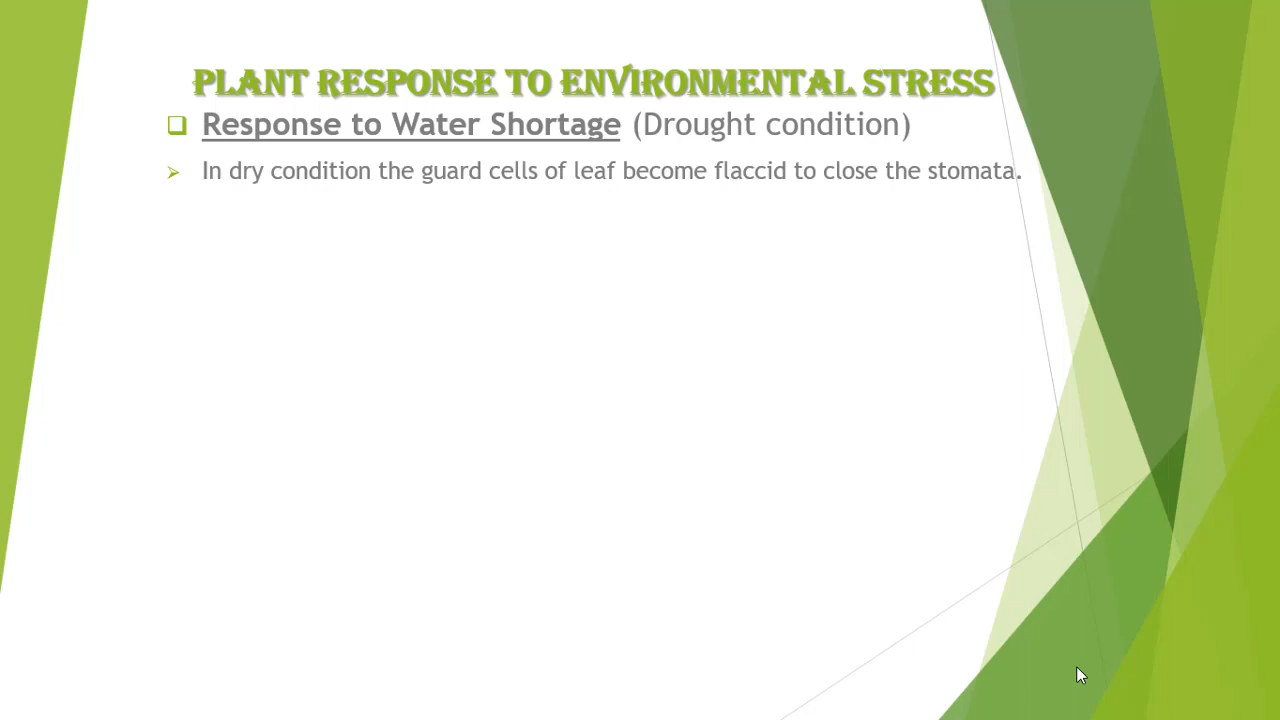 PLANT RESPONSE TO ENVIRONMENTAL STRESS
Response to Water Shortage (Drought condition)
In dry condition the guard cells of leaf become flaccid to close the stomata.